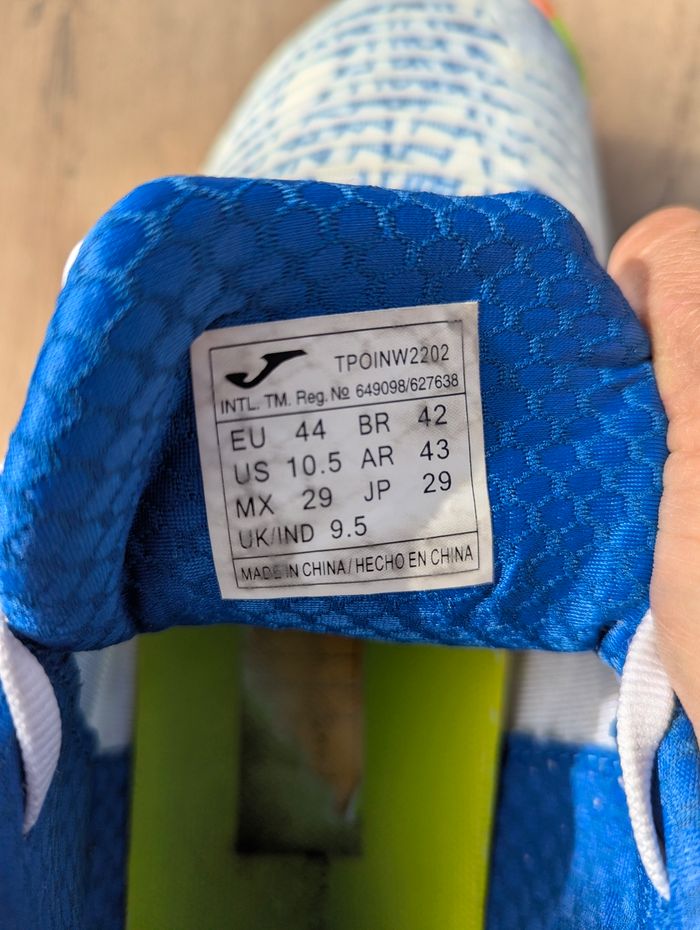 TPOINW2202
INTL. TM. Reg. No 649098/627638
EU 44 BR 42
US 10.5 AR 43
MX 29 JP 29
UK/IND 9.5
MADE IN CHINA/HECHO EN CHINA